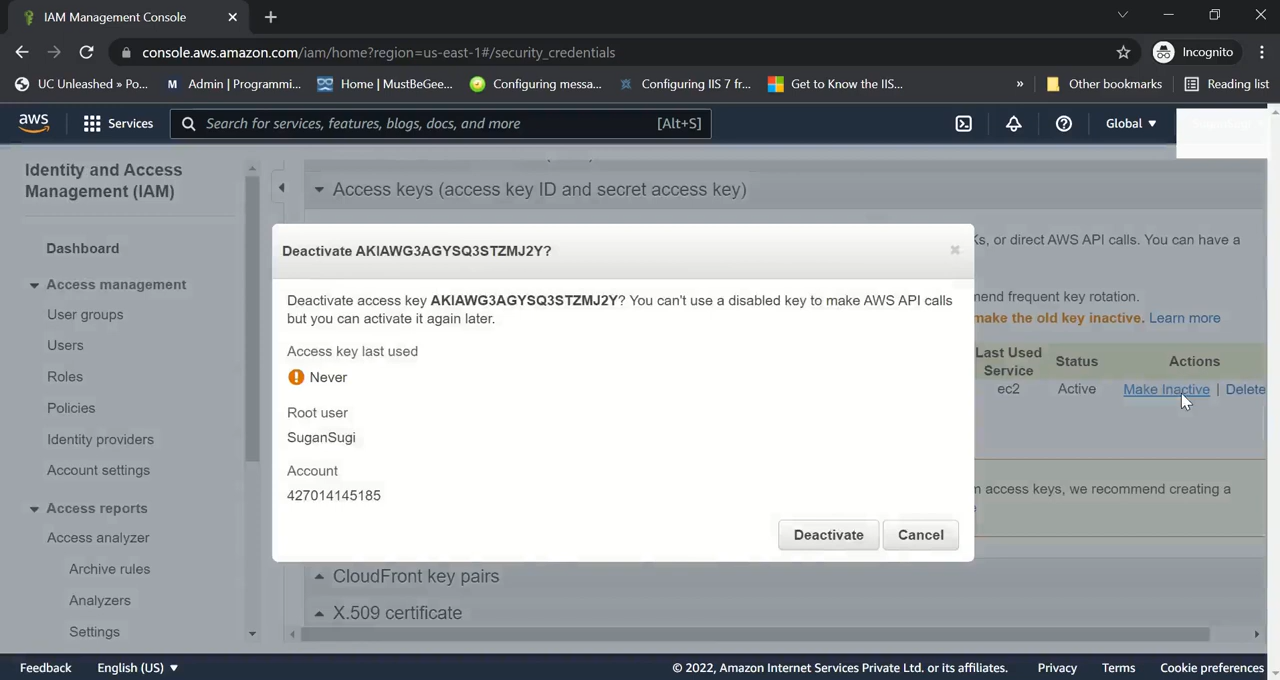 IAM Management Console
console.aws.amazon.com/iam/home?region=us-east-1#/security_credentials
Incognito
UC Unleashed » Po...
Admin | Programmi...
Home | MustBeGee...
Configuring messa...
Configuring IIS 7 fr...
Get to Know the IIS...
»
Other bookmarks
Reading list
aws
Services
Search for services, features, blogs, docs, and more
[Alt+S]
Global
Identity and Access
Management (IAM)
Dashboard
Access management
User groups
Users
Roles
Policies
Identity providers
Account settings
Access reports
Access analyzer
Archive rules
Analyzers
Settings
Access keys (access key ID and secret access key)
Ks, or direct AWS API calls. You can have a
mend frequent key rotation.
make the old key inactive. Learn more
Last Used
Service
Status
Actions
ec2
Active
Make Inactive | Delete
m access keys, we recommend creating a
Deactivate AKIAWG3AGYSQ3STZMJ2Y?
Deactivate access key AKIAWG3AGYSQ3STZMJ2Y? You can't use a disabled key to make AWS API calls
but you can activate it again later.
Access key last used
Never
Root user
SuganSugi
Account
427014145185
Deactivate
Cancel
CloudFront key pairs
X.509 certificate
Feedback
English (US)
© 2022, Amazon Internet Services Private Ltd. or its affiliates.
Privacy
Terms
Cookie preferences